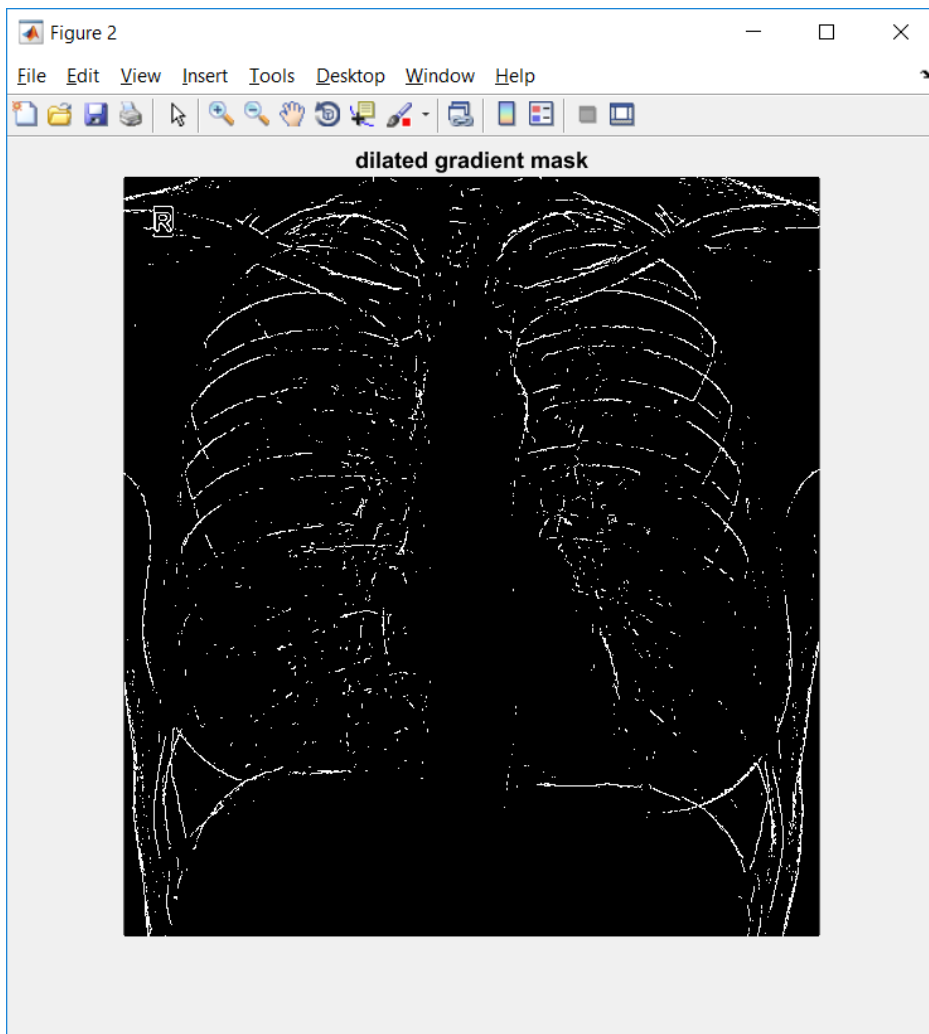 Figure 2
File Edit View Insert Tools Desktop Window Help
dilated gradient mask
R